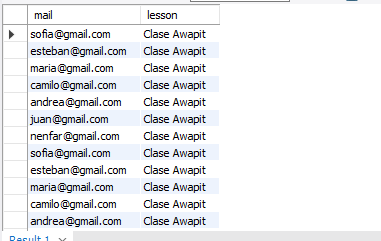 mail lesson
sofia@gmail.com Clase Awapit
esteban@gmail.com Clase Awapit
maria@gmail.com Clase Awapit
camilo@gmail.com Clase Awapit
andrea@gmail.com Clase Awapit
juan@gmail.com Clase Awapit
nenfar@gmail.com Clase Awapit
sofia@gmail.com Clase Awapit
esteban@gmail.com Clase Awapit
maria@gmail.com Clase Awapit
camilo@gmail.com Clase Awapit
andrea@gmail.com Clase Awapit
Result 1